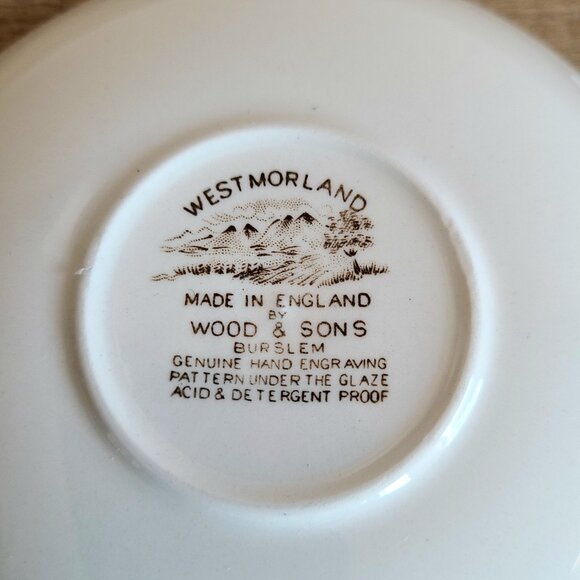 WESTMORLAND
MADE IN ENGLAND
BY
WOOD & SONS
BURSLEM
GENUINE HAND ENGRAVING
PATTERN UNDER THE GLAZE
ACID & DETERGENT PROOF